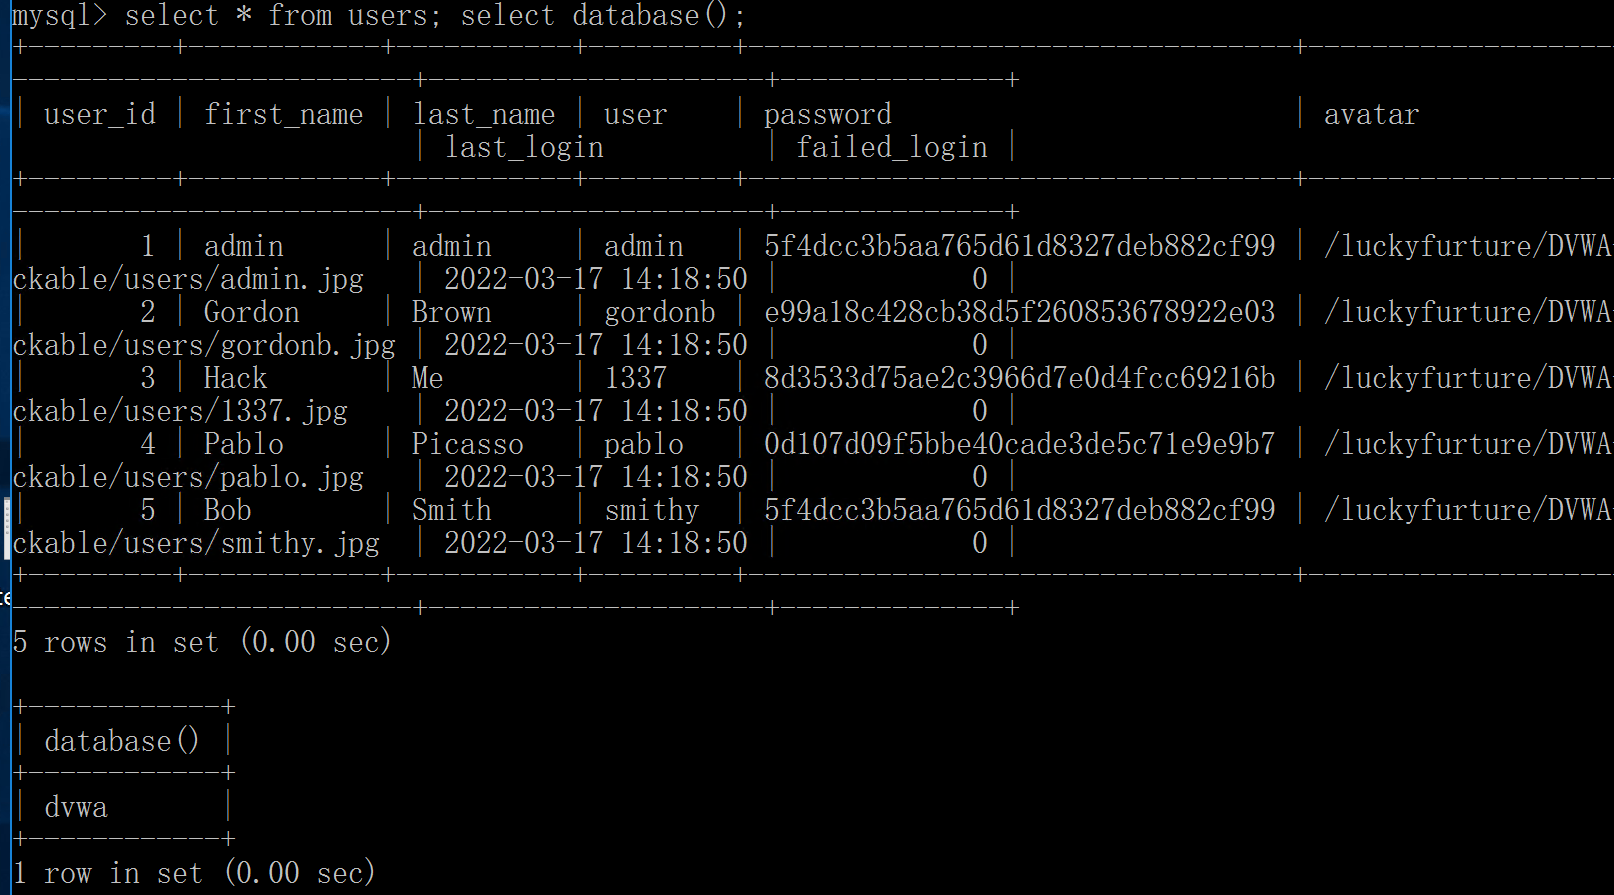 mysql> select * from users; select database();
+---------+------------+-----------+---------+----------------------------------+-------------------
-------------------------+---------------------+--------------+
| user_id | first_name | last_name | user    | password                         | avatar
                         | last_login          | failed_login |
+---------+------------+-----------+---------+----------------------------------+-------------------
-------------------------+---------------------+--------------+
|       1 | admin      | admin     | admin   | 5f4dcc3b5aa765d61d8327deb882cf99 | /luckyfurture/DVWA
ckable/users/admin.jpg   | 2022-03-17 14:18:50 |            0 |
|       2 | Gordon     | Brown     | gordonb | e99a18c428cb38d5f260853678922e03 | /luckyfurture/DVWA
ckable/users/gordonb.jpg | 2022-03-17 14:18:50 |            0 |
|       3 | Hack       | Me        | 1337    | 8d3533d75ae2c3966d7e0d4fcc69216b | /luckyfurture/DVWA
ckable/users/1337.jpg    | 2022-03-17 14:18:50 |            0 |
|       4 | Pablo      | Picasso   | pablo   | 0d107d09f5bbe40cade3de5c71e9e9b7 | /luckyfurture/DVWA
ckable/users/pablo.jpg   | 2022-03-17 14:18:50 |            0 |
|       5 | Bob        | Smith     | smithy  | 5f4dcc3b5aa765d61d8327deb882cf99 | /luckyfurture/DVWA
ckable/users/smithy.jpg  | 2022-03-17 14:18:50 |            0 |
+---------+------------+-----------+---------+----------------------------------+-------------------
-------------------------+---------------------+--------------+
5 rows in set (0.00 sec)
+------------+
| database() |
+------------+
| dvwa       |
+------------+
1 row in set (0.00 sec)